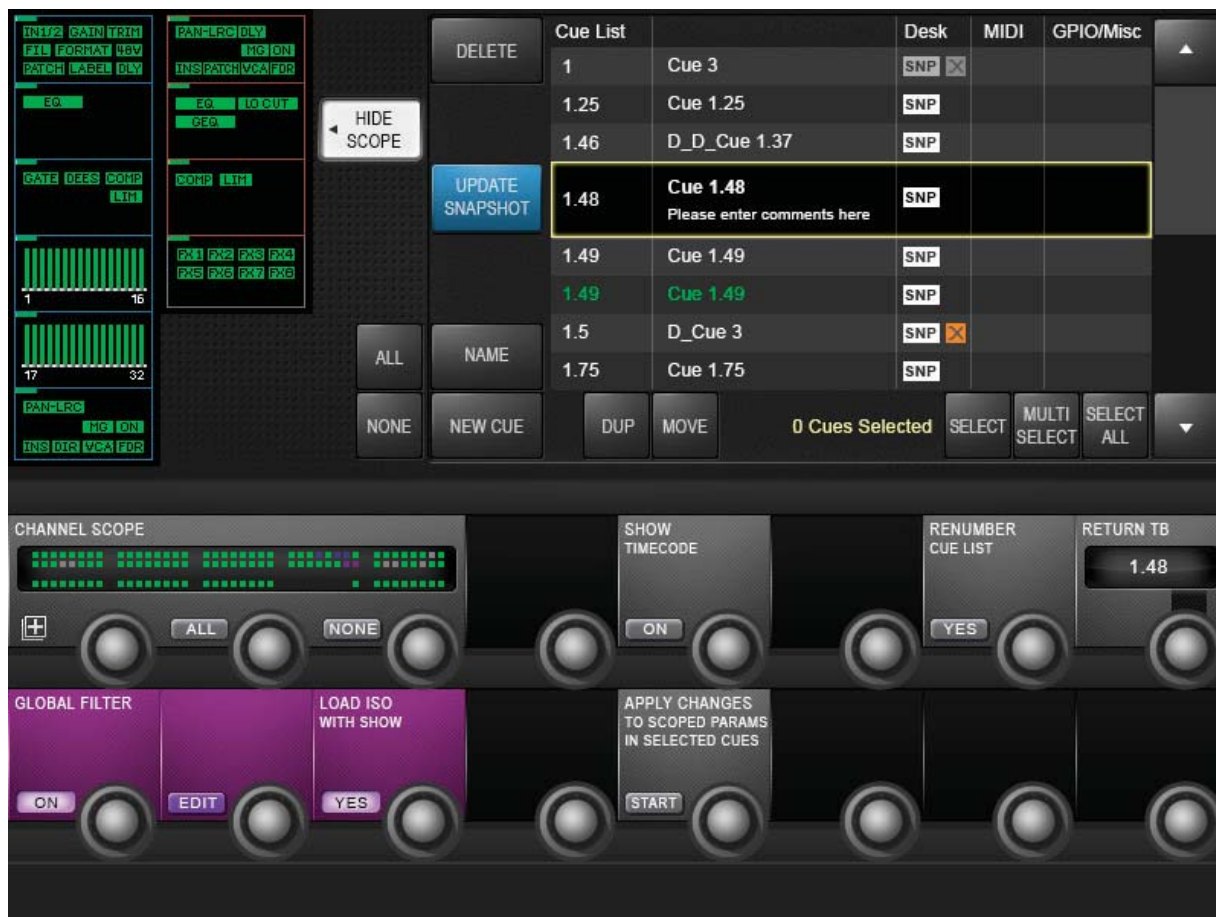 IN1/2 GAIN TRIM
FIL FORMAT 48V
PATCH LABEL DLY
EQ
GATE DEES COMP
LIM
1 16
17 32
PAN-LRC
MG ON
INS DIR VCA FDR
PAN-LRC DLY
MG ON
INS PATCH VCA FDR
EQ LO CUT
GEQ
COMP LIM
FX1 FX2 FX3 FX4
FX5 FX6 FX7 FX8
HIDE
SCOPE
ALL
NONE
DELETE
UPDATE
SNAPSHOT
NAME
NEW CUE
Cue List Desk MIDI GPIO/Misc
1 Cue 3 SNP
1.25 Cue 1.25 SNP
1.46 D_D_Cue 1.37 SNP
1.48 Cue 1.48 SNP
Please enter comments here
1.49 Cue 1.49 SNP
1.49 Cue 1.49 SNP
1.5 D_Cue 3 SNP
1.75 Cue 1.75 SNP
DUP MOVE 0 Cues Selected SELECT MULTI SELECT SELECT ALL
CHANNEL SCOPE
ALL
NONE
SHOW
TIMECODE
ON
RENUMBER
CUE LIST
YES
RETURN TB
1.48
GLOBAL FILTER
ON
EDIT
LOAD ISO
WITH SHOW
YES
APPLY CHANGES
TO SCOPED PARAMS
IN SELECTED CUES
START